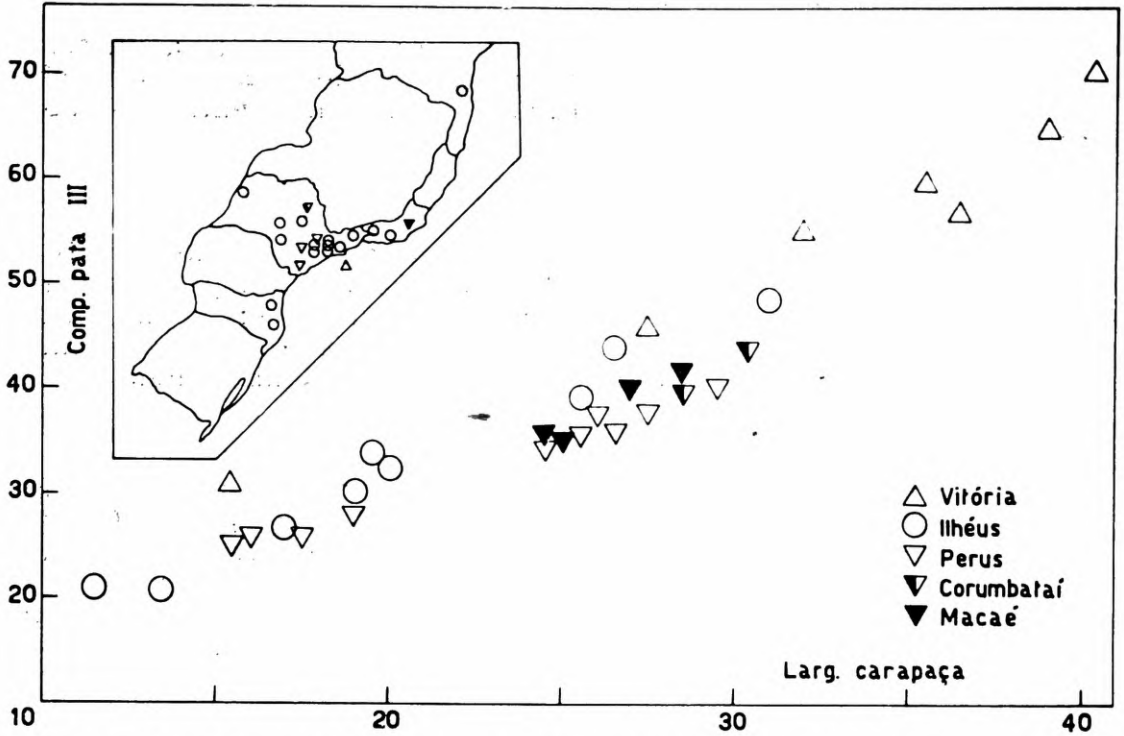 70
60
50
40
30
20
10
Comp. pata III
20
30
40
Larg. carapaça
Vitória
Ilhéus
Perus
Corumbataí
Macaé